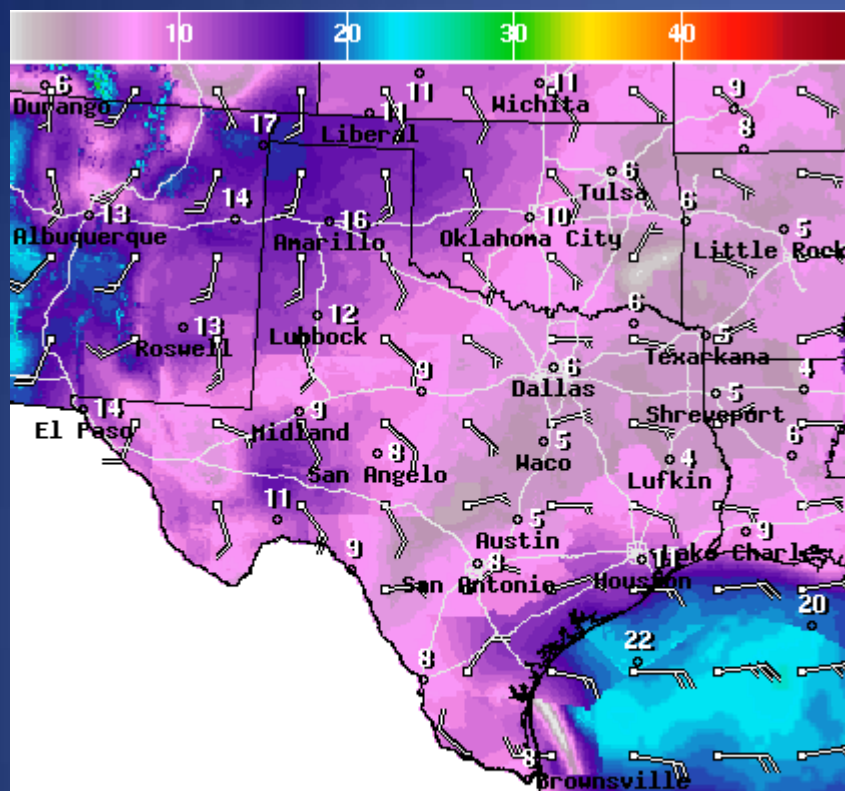 10 20 30 40
6 11 11 9
Durango Wichita
11
Liberal
17 8
6
Tulsa
13 14 16 10 6 5
Albuquerque Amarillo Oklahoma City Little Rock
12 6
13 5
Roswell Lubbock Texarkana
6
9 Dallas 5 4
14 9 Shreveport
El Paso Midland
8 5 4 6
San Angelo Waco Lufkin
11 5 9
Austin
Lake Charles
9 8
San Antonio Houston
20
22
8
8
Brownsville